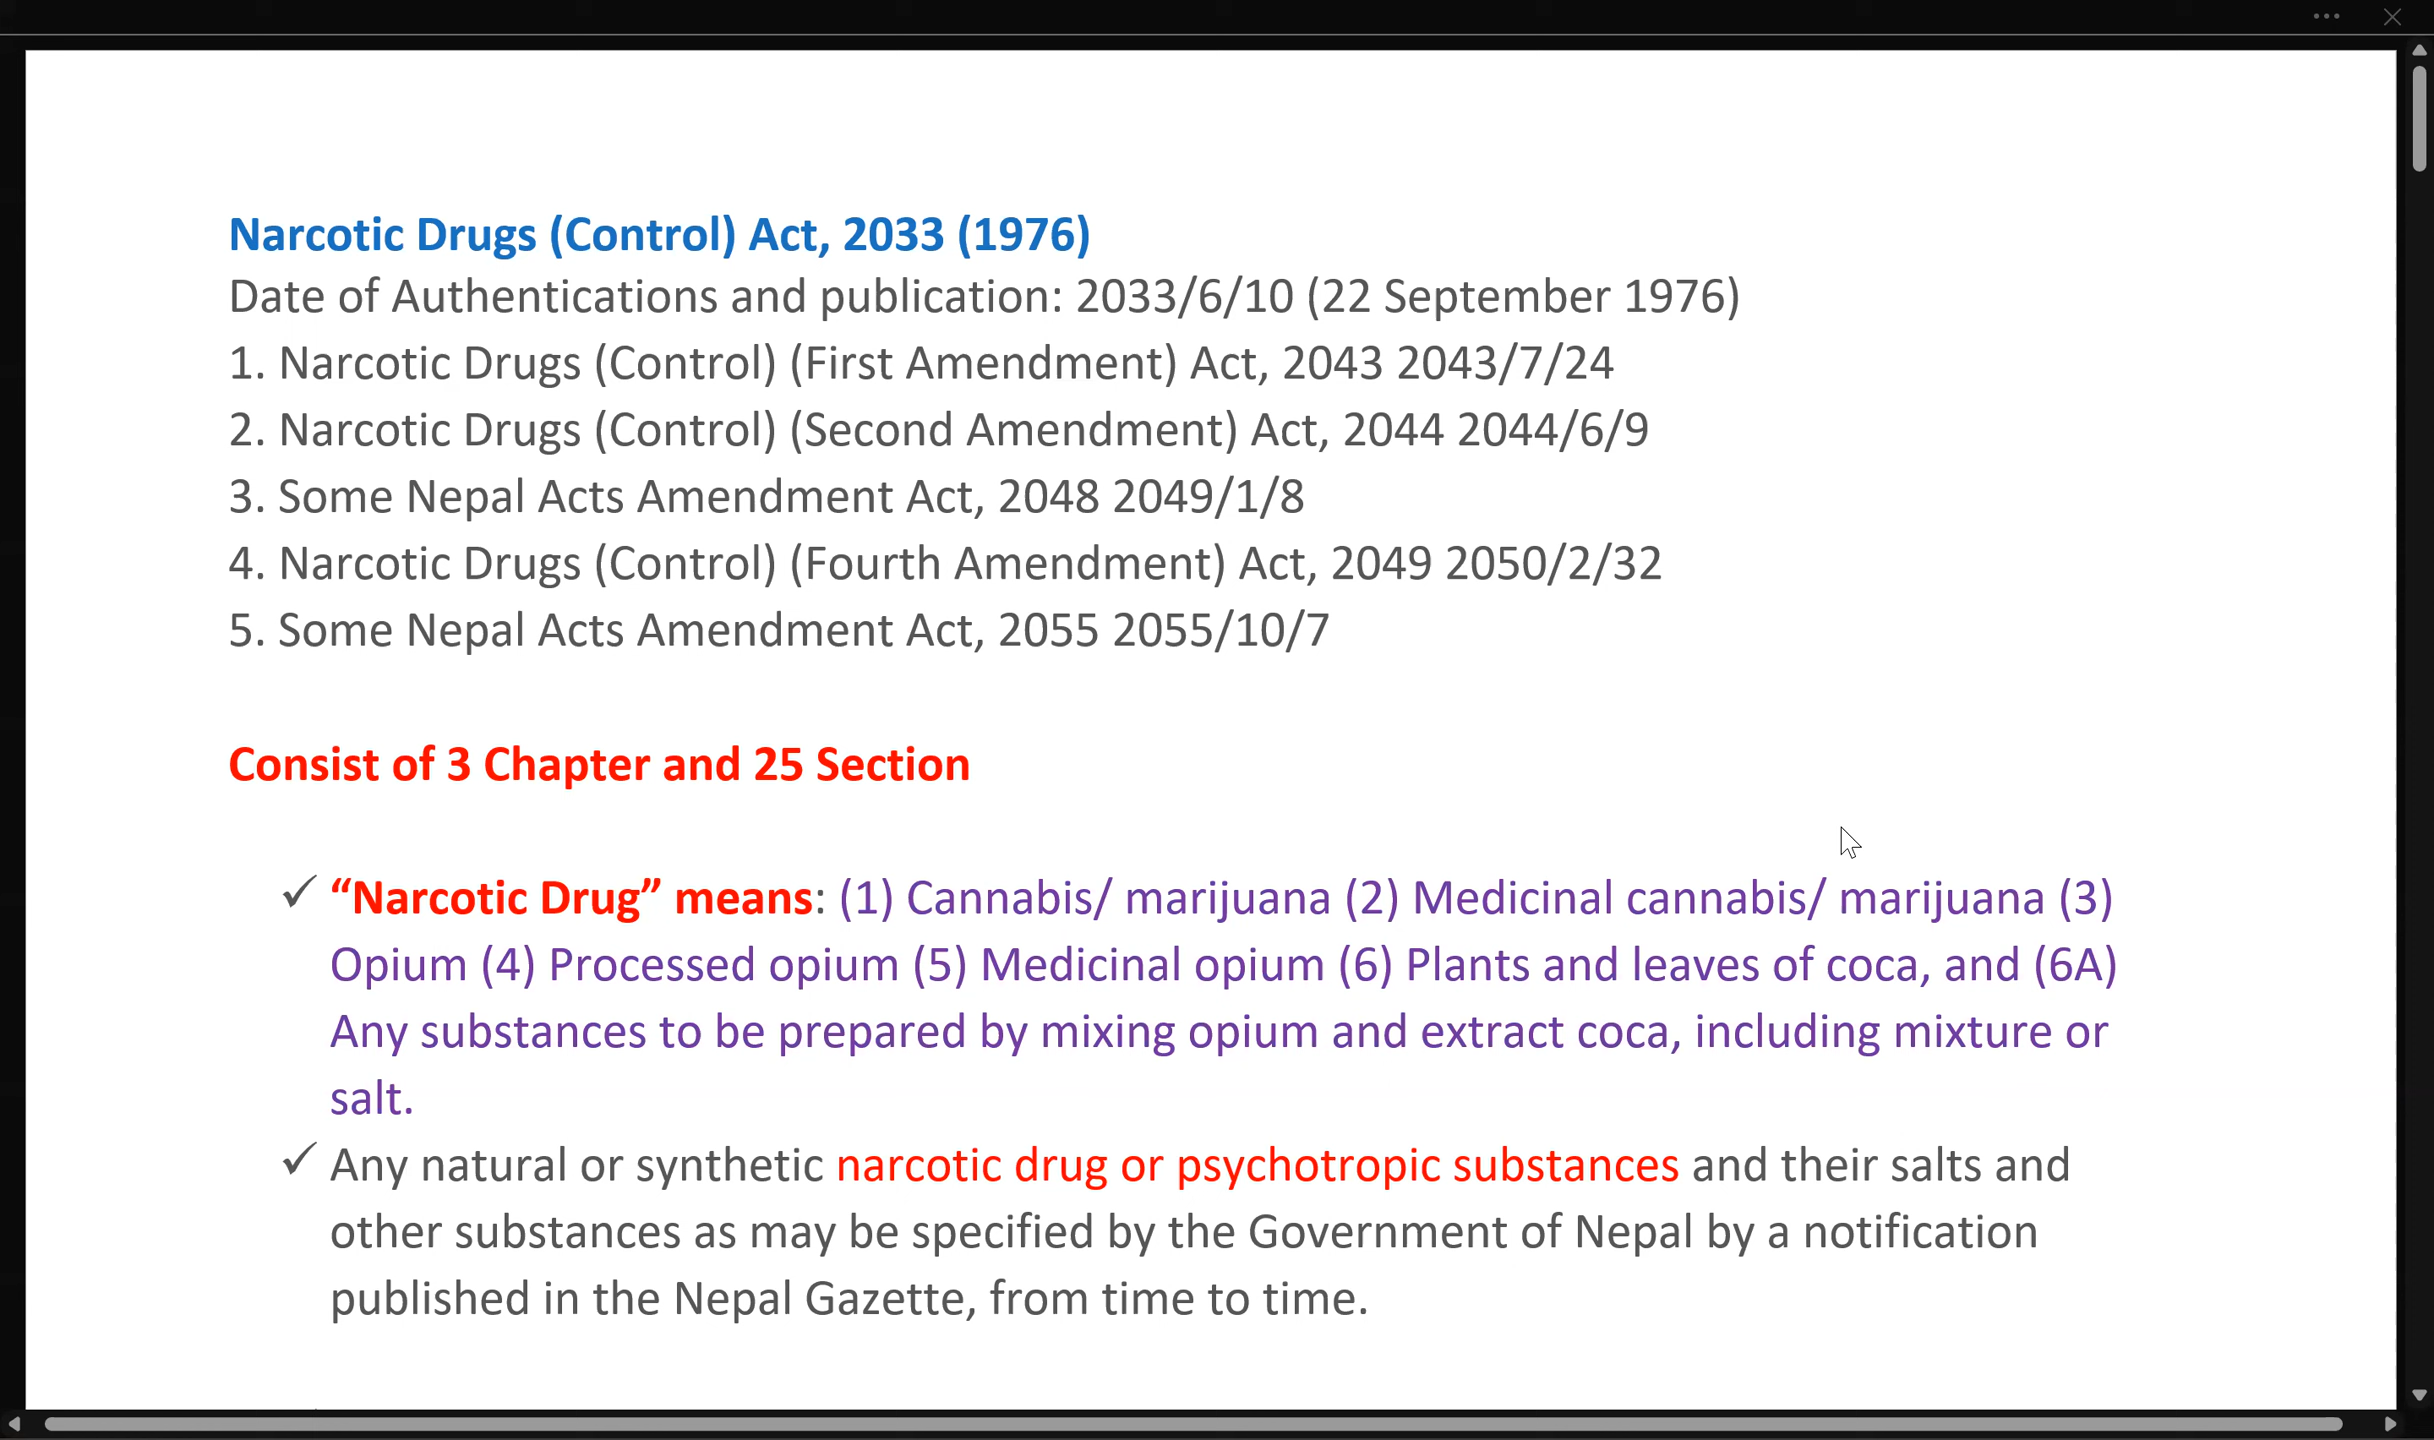 Narcotic Drugs (Control) Act, 2033 (1976)
Date of Authentications and publication: 2033/6/10 (22 September 1976)
1. Narcotic Drugs (Control) (First Amendment) Act, 2043 2043/7/24
2. Narcotic Drugs (Control) (Second Amendment) Act, 2044 2044/6/9
3. Some Nepal Acts Amendment Act, 2048 2049/1/8
4. Narcotic Drugs (Control) (Fourth Amendment) Act, 2049 2050/2/32
5. Some Nepal Acts Amendment Act, 2055 2055/10/7
Consist of 3 Chapter and 25 Section
✓ “Narcotic Drug” means: (1) Cannabis/ marijuana (2) Medicinal cannabis/ marijuana (3)
Opium (4) Processed opium (5) Medicinal opium (6) Plants and leaves of coca, and (6A)
Any substances to be prepared by mixing opium and extract coca, including mixture or
salt.
✓ Any natural or synthetic narcotic drug or psychotropic substances and their salts and
other substances as may be specified by the Government of Nepal by a notification
published in the Nepal Gazette, from time to time.